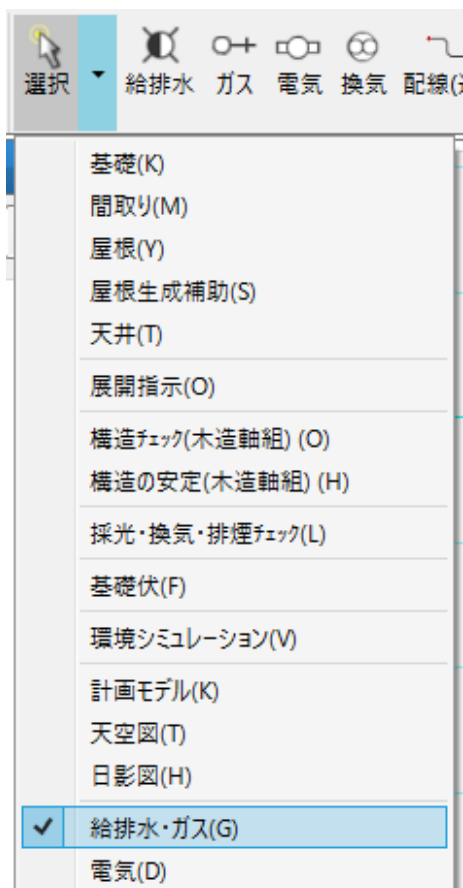 選択 給排水 ガス 電気 換気 配線(
基礎(K)
間取り(M)
屋根(Y)
屋根生成補助(S)
天井(T)
展開指示(O)
構造ﾁｪｯｸ(木造軸組) (O)
構造の安定(木造軸組) (H)
採光･換気･排煙ﾁｪｯｸ(L)
基礎伏(F)
環境ｼﾐｭﾚｰｼｮﾝ(V)
計画ﾓﾃﾞﾙ(K)
天空図(T)
日影図(H)
給排水･ｶﾞｽ(G)
電気(D)